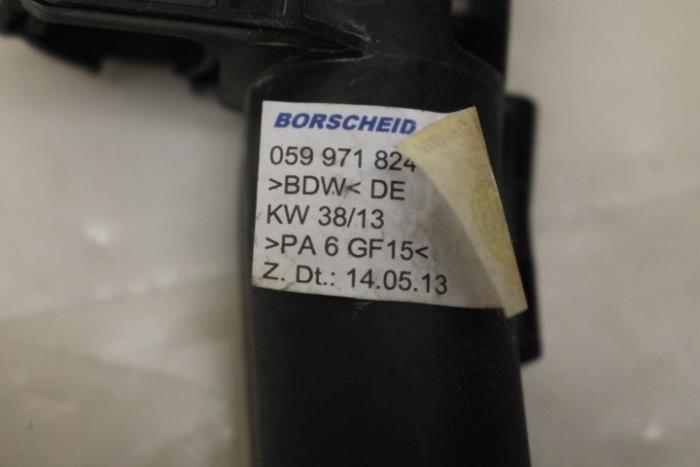 BORSCHEID
059 971 824
>BDW< DE
KW 38/13
>PA 6 GF15<
Z. Dt.: 14.05.13